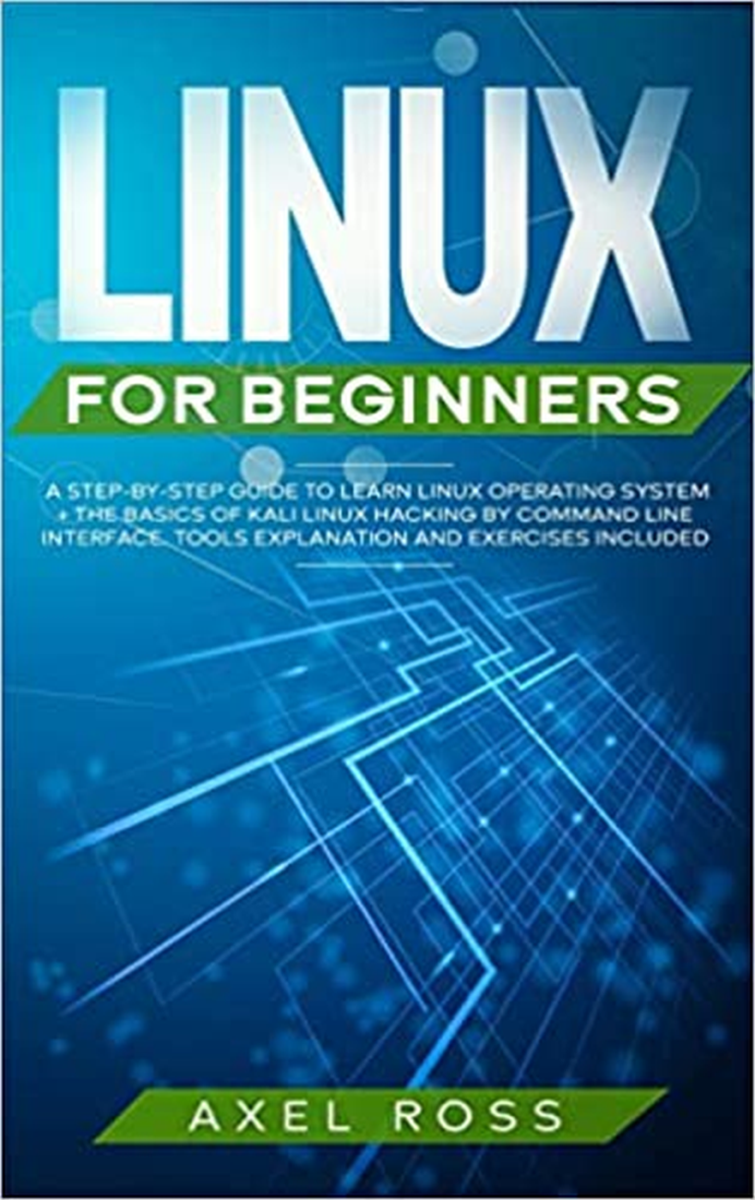 LINUX
FOR BEGINNERS
A STEP-BY-STEP GUIDE TO LEARN LINUX OPERATING SYSTEM
+ THE BASICS OF KALI LINUX HACKING BY COMMAND LINE
INTERFACE. TOOLS EXPLANATION AND EXERCISES INCLUDED
AXEL ROSS